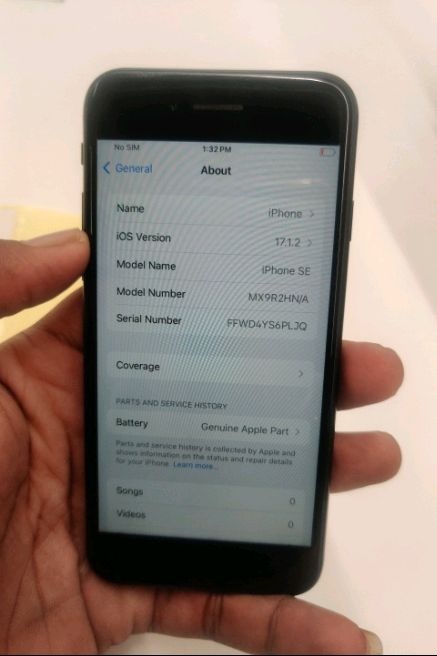 No SIM 1:32 PM
General About
Name iPhone
iOS Version 17.1.2
Model Name iPhone SE
Model Number MX9R2HN/A
Serial Number FFWD4YS6PLJQ
Coverage
PARTS AND SERVICE HISTORY
Battery Genuine Apple Part
Parts and service history is collected by Apple and
shows information on the status and repair details
for your iPhone. Learn more...
Songs 0
Videos 0